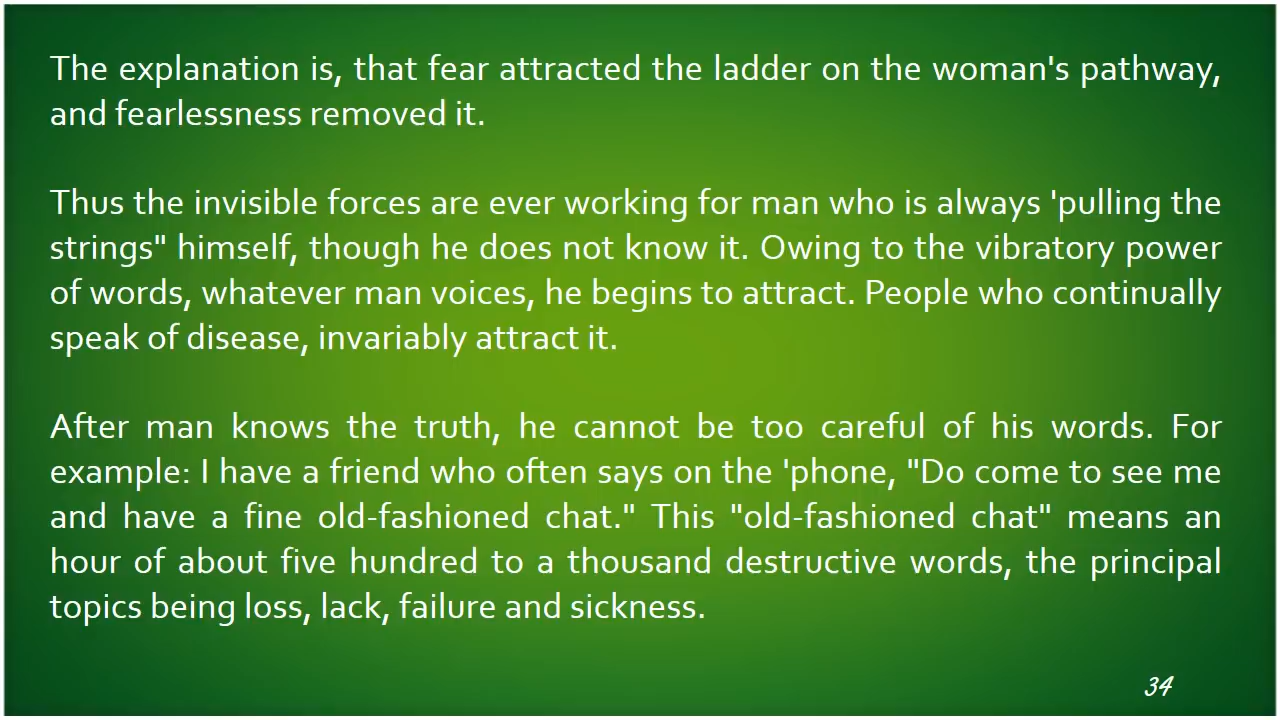 The explanation is, that fear attracted the ladder on the woman's pathway,
and fearlessness removed it.
Thus the invisible forces are ever working for man who is always 'pulling the
strings" himself, though he does not know it. Owing to the vibratory power
of words, whatever man voices, he begins to attract. People who continually
speak of disease, invariably attract it.
After man knows the truth, he cannot be too careful of his words. For
example: I have a friend who often says on the 'phone, "Do come to see me
and have a fine old-fashioned chat." This "old-fashioned chat" means an
hour of about five hundred to a thousand destructive words, the principal
topics being loss, lack, failure and sickness.
34